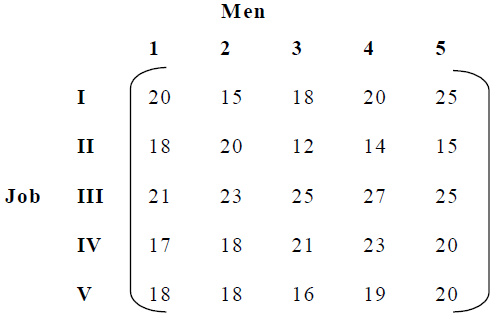 Men
1 2 3 4 5
I 20 15 18 20 25
II 18 20 12 14 15
Job III 21 23 25 27 25
IV 17 18 21 23 20
V 18 18 16 19 20